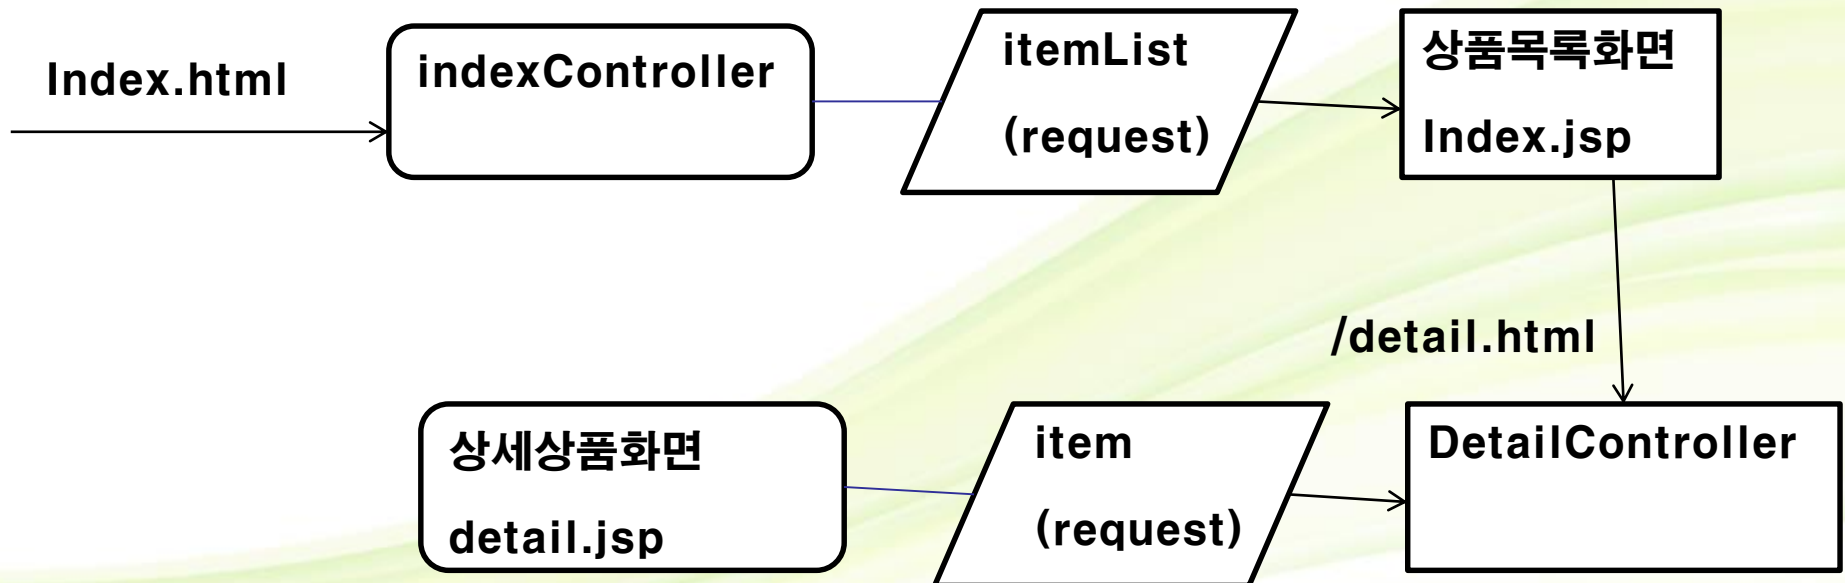 Index.html
indexController
itemList
(request)
상품목록화면
Index.jsp
/detail.html
상세상품화면
detail.jsp
item
(request)
DetailController